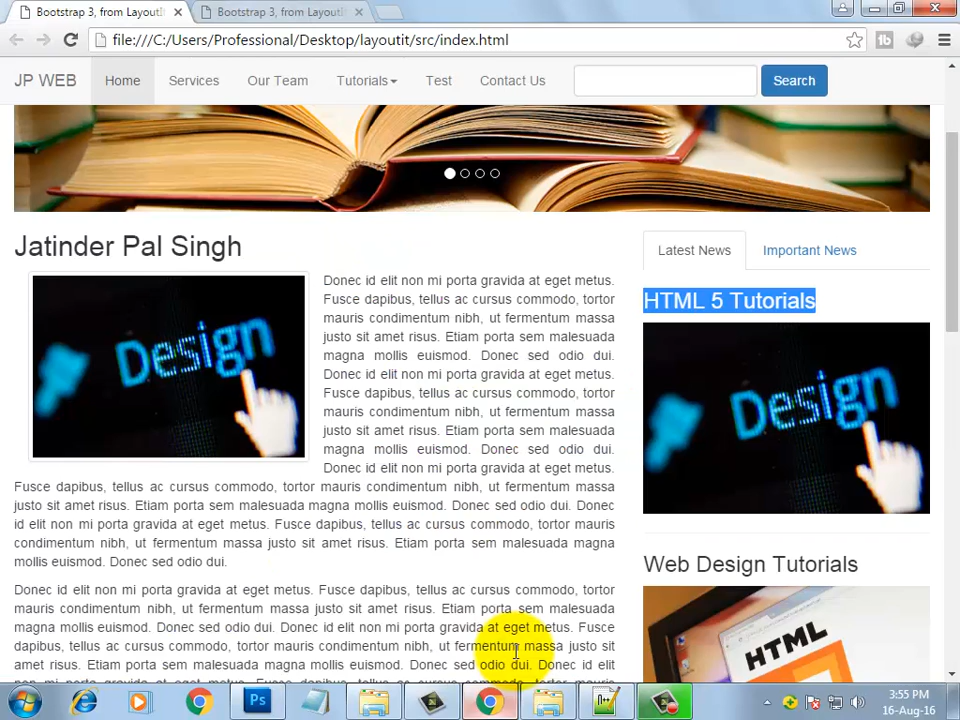 Bootstrap 3, from LayoutIt
Bootstrap 3, from LayoutI
file:///C:/Users/Professional/Desktop/layoutit/src/index.html
JP WEB Home Services Our Team Tutorials Test Contact Us Search
Jatinder Pal Singh
Donec id elit non mi porta gravida at eget metus.
Fusce dapibus, tellus ac cursus commodo, tortor
mauris condimentum nibh, ut fermentum massa
justo sit amet risus. Etiam porta sem malesuada
magna mollis euismod. Donec sed odio dui.
Donec id elit non mi porta gravida at eget metus.
Fusce dapibus, tellus ac cursus commodo, tortor
mauris condimentum nibh, ut fermentum massa
justo sit amet risus. Etiam porta sem malesuada
magna mollis euismod. Donec sed odio dui.
Donec id elit non mi porta gravida at eget metus.
Fusce dapibus, tellus ac cursus commodo, tortor mauris condimentum nibh, ut fermentum massa
justo sit amet risus. Etiam porta sem malesuada magna mollis euismod. Donec sed odio dui. Donec
id elit non mi porta gravida at eget metus. Fusce dapibus, tellus ac cursus commodo, tortor mauris
condimentum nibh, ut fermentum massa justo sit amet risus. Etiam porta sem malesuada magna
mollis euismod. Donec sed odio dui.
Donec id elit non mi porta gravida at eget metus. Fusce dapibus, tellus ac cursus commodo, tortor
mauris condimentum nibh, ut fermentum massa justo sit amet risus. Etiam porta sem malesuada
magna mollis euismod. Donec sed odio dui. Donec id elit non mi porta gravida at eget metus. Fusce
dapibus, tellus ac cursus commodo, tortor mauris condimentum nibh, ut fermentum massa justo sit
amet risus. Etiam porta sem malesuada magna mollis euismod. Donec sed odio dui. Donec id elit
Design
Latest News Important News
HTML 5 Tutorials
Design
Web Design Tutorials
HTML
Ps
3:55 PM
16-Aug-16